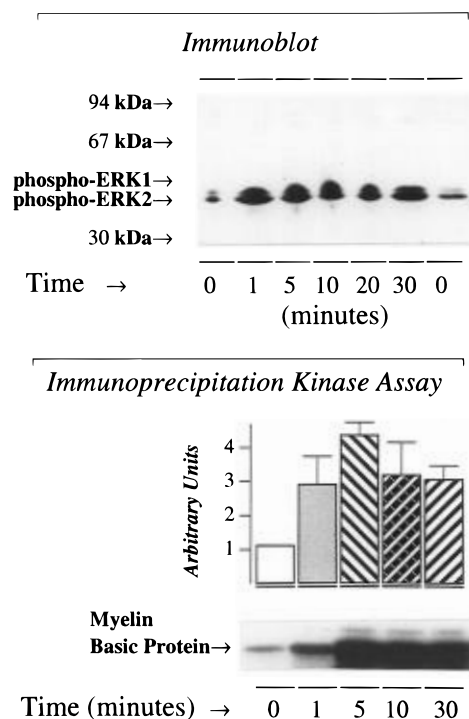 Immunoblot
94 kDa→
67 kDa→
phospho-ERK1→
phospho-ERK2→
30 kDa→
Time → 0 1 5 10 20 30 0
(minutes)
Immunoprecipitation Kinase Assay
Arbitrary Units
4
3
2
1
Myelin
Basic Protein→
Time (minutes) → 0 1 5 10 30